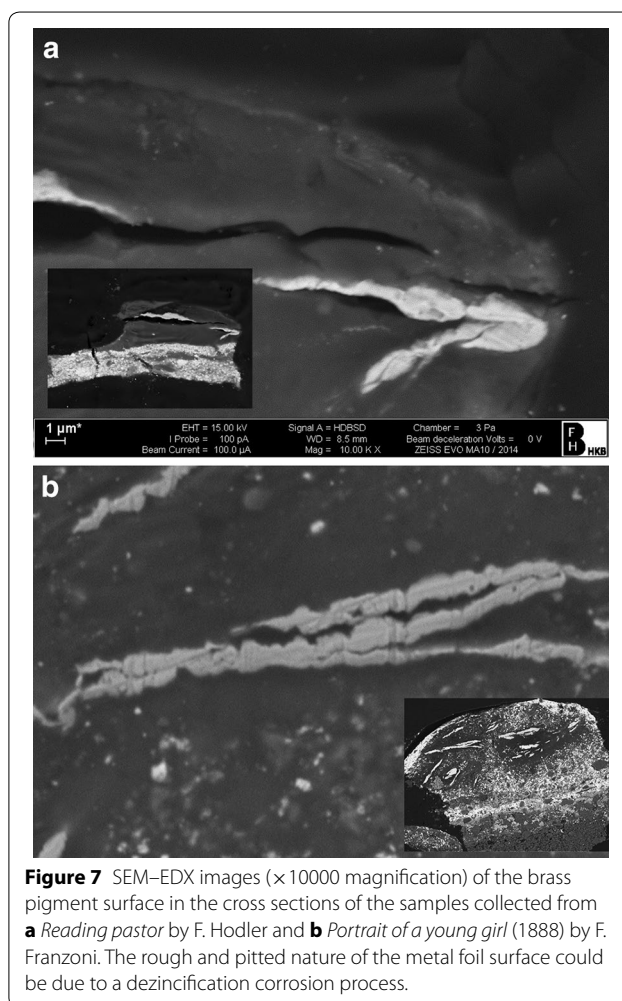 a
1 µm*
EHT = 15.00 kV
I Probe = 100 pA
Beam Current = 100.0 µA
Signal A = HDBSD
WD = 8.5 mm
Mag = 10.00 K X
Chamber = 3 Pa
Beam deceleration Volts = 0 V
ZEISS EVO MA10 / 2014
F
H
B
HKB
b
Figure 7 SEM–EDX images (×10000 magnification) of the brass
pigment surface in the cross sections of the samples collected from
a Reading pastor by F. Hodler and b Portrait of a young girl (1888) by F.
Franzoni. The rough and pitted nature of the metal foil surface could
be due to a dezincification corrosion process.